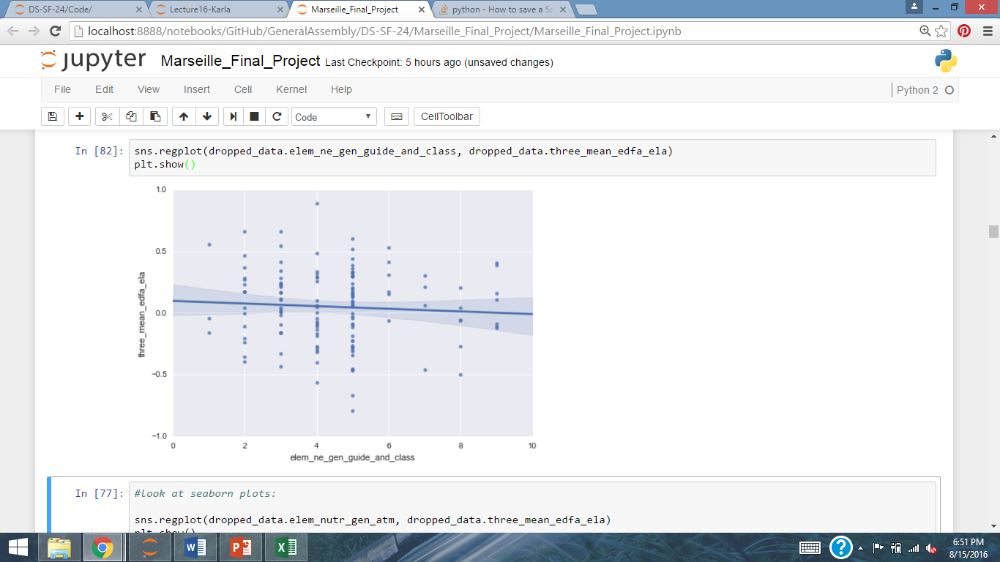 DS-SF-24/Code/
Lecture16-Karla
Marseille_Final_Project
python - How to save a Se
localhost:8888/notebooks/GitHub/GeneralAssembly/DS-SF-24/Marseille_Final_Project/Marseille_Final_Project.ipynb
jupyter Marseille_Final_Project Last Checkpoint: 5 hours ago (unsaved changes)
File Edit View Insert Cell Kernel Help Python 2
Code CellToolbar
In [82]: sns.regplot(dropped_data.elem_ne_gen_guide_and_class, dropped_data.three_mean_edfa_ela)
plt.show()
1.0
0.5
0.0
−0.5
−1.0
three_mean_edfa_ela
0 2 4 6 8 10
elem_ne_gen_guide_and_class
In [77]: #look at seaborn plots:
sns.regplot(dropped_data.elem_nutr_gen_atm, dropped_data.three_mean_edfa_ela)
plt.show()
6:51 PM
8/15/2016